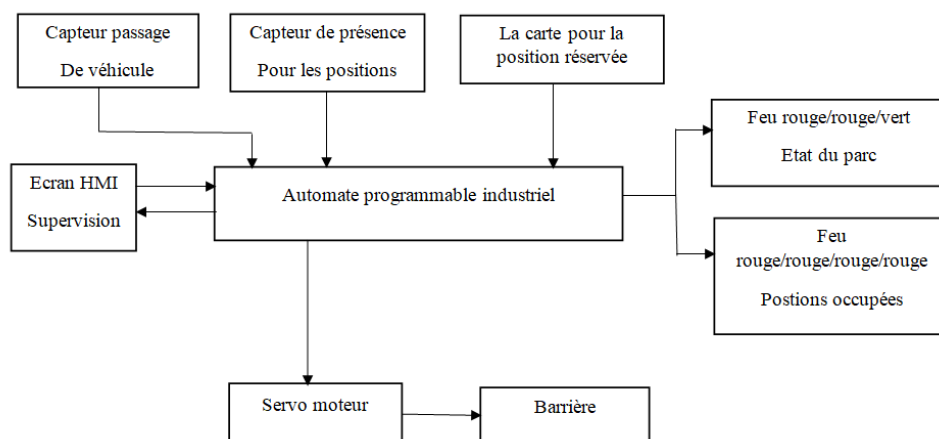 Capteur passage
De véhicule
Capteur de présence
Pour les positions
La carte pour la
position réservée
Feu rouge/rouge/vert
Etat du parc
Ecran HMI
Supervision
Automate programmable industriel
Feu
rouge/rouge/rouge/rouge
Postions occupées
Servo moteur
Barrière